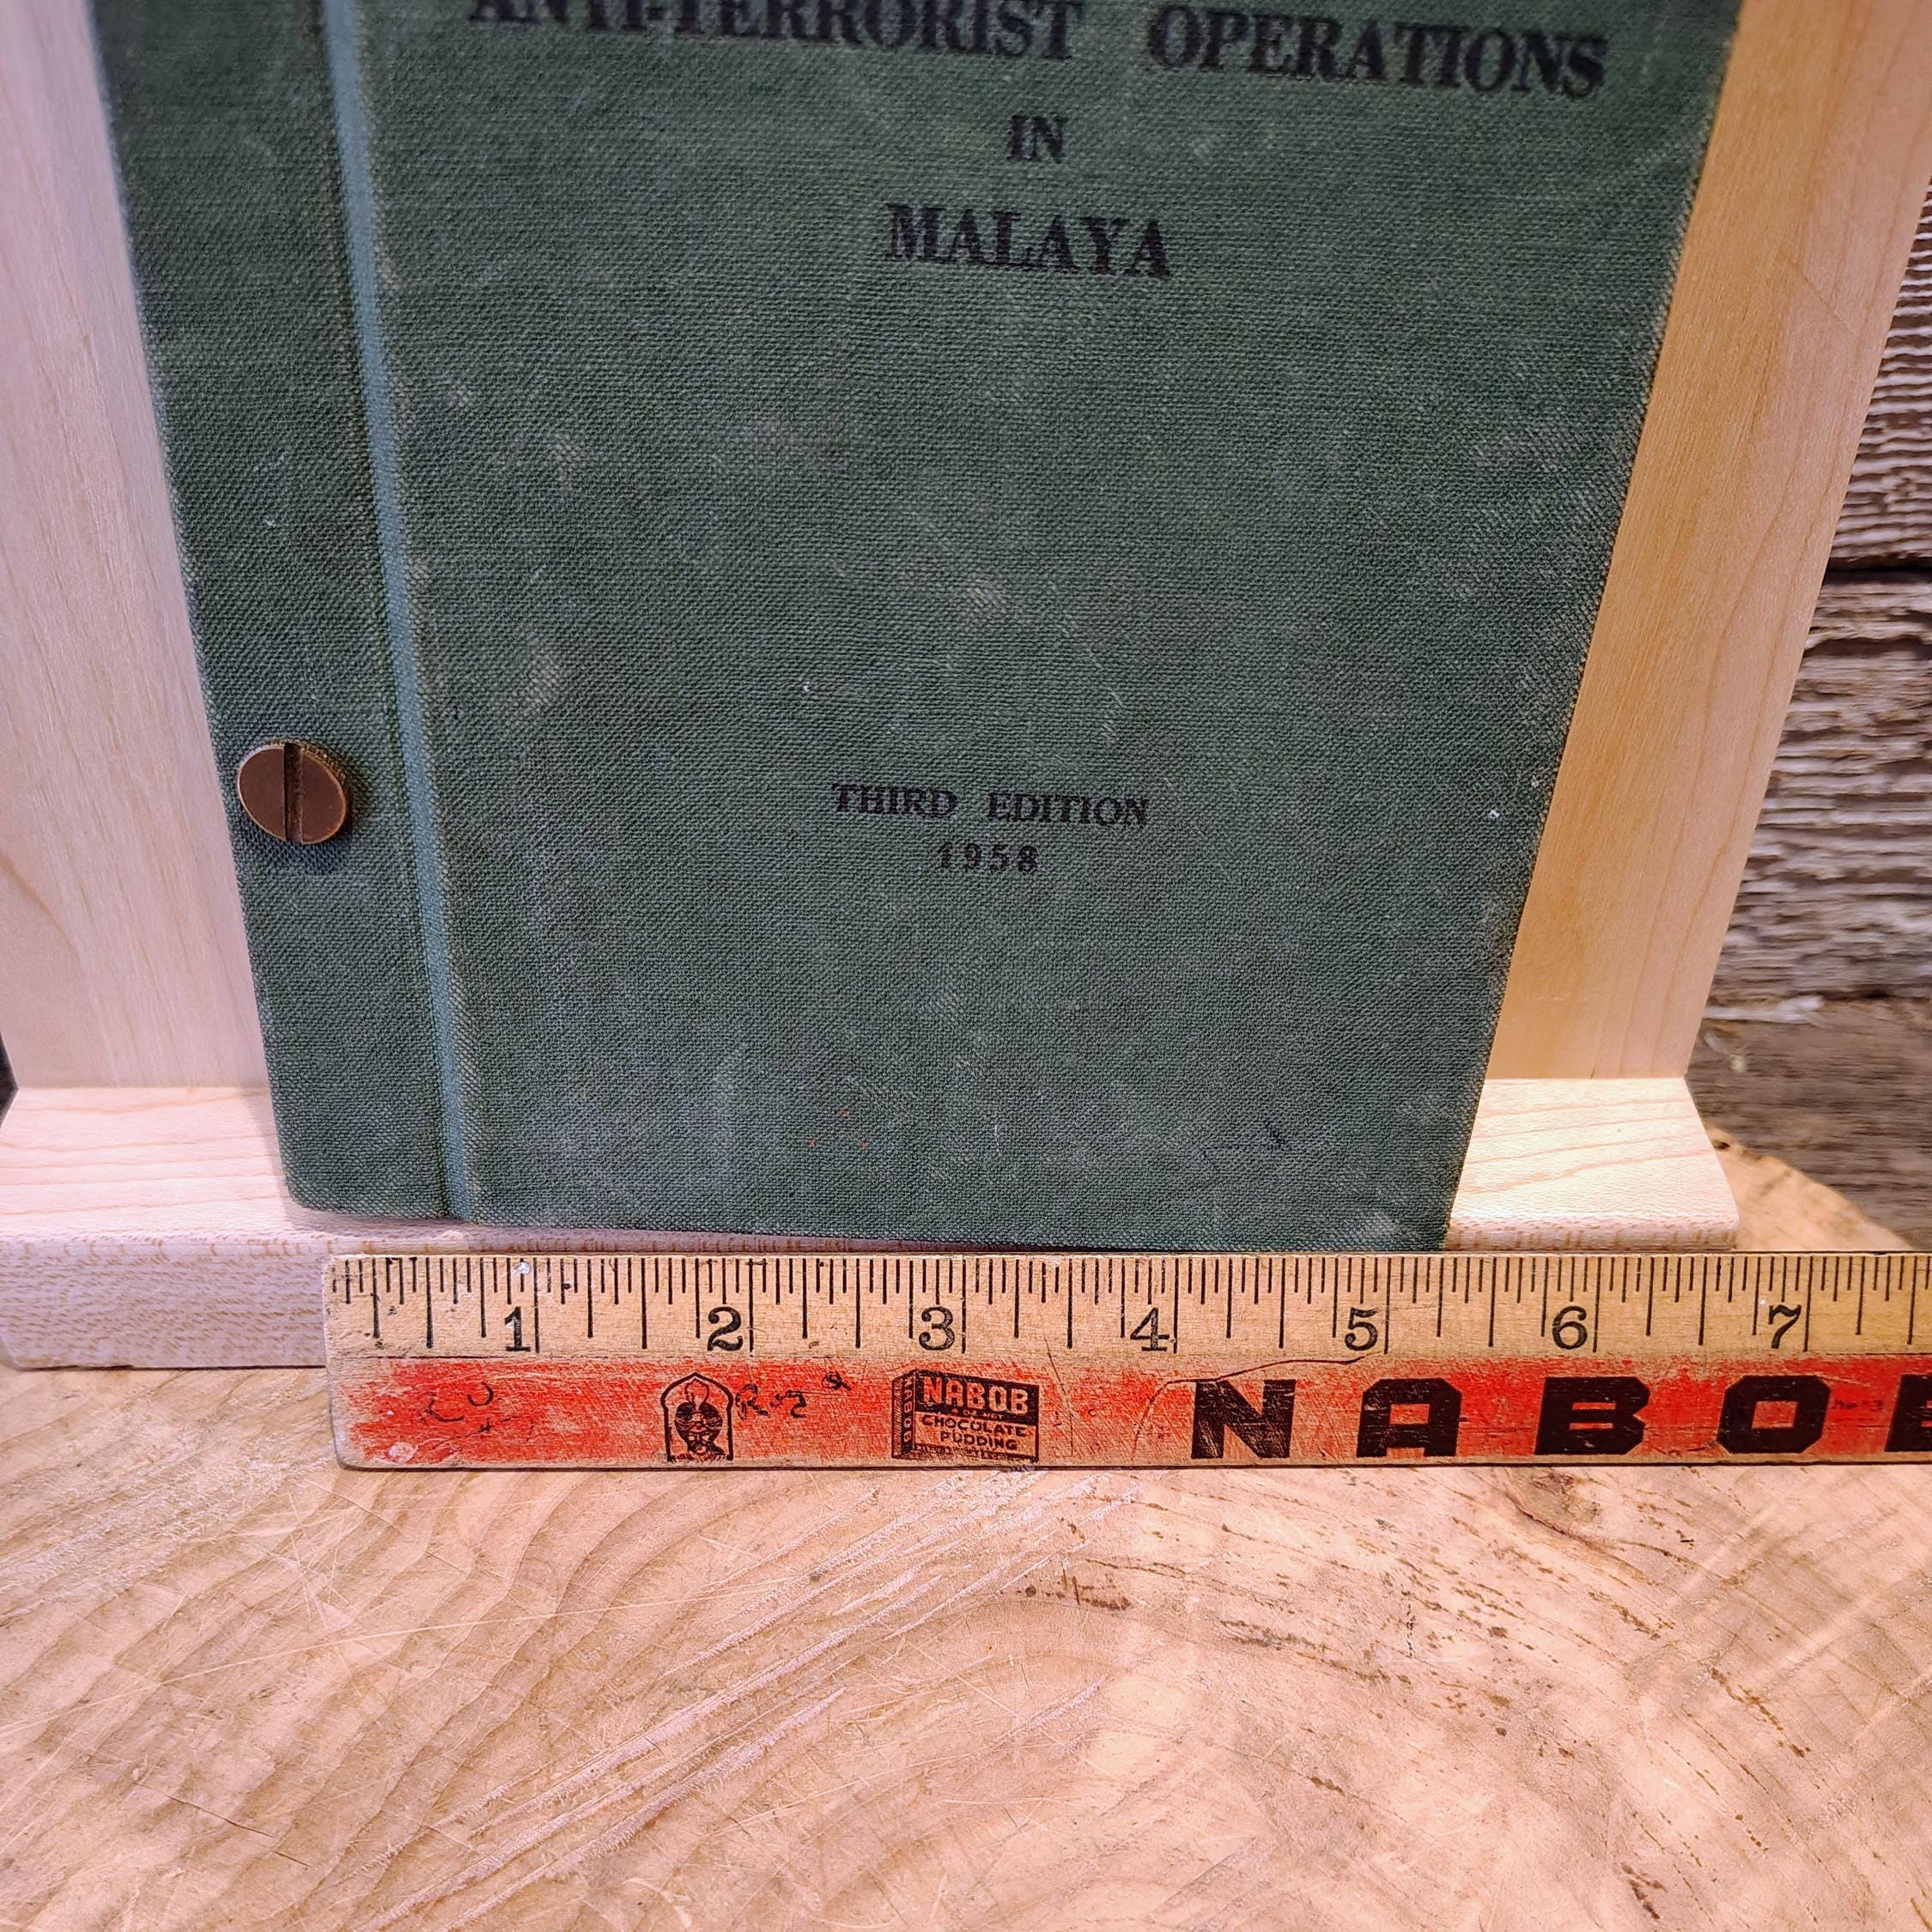 ANTI-TERRORIST OPERATIONS
IN
MALAYA
THIRD EDITION
1958
1 2 3 4 5 6 7
NABOB
NABOB
CHOCOLATE
PUDDING
NABO